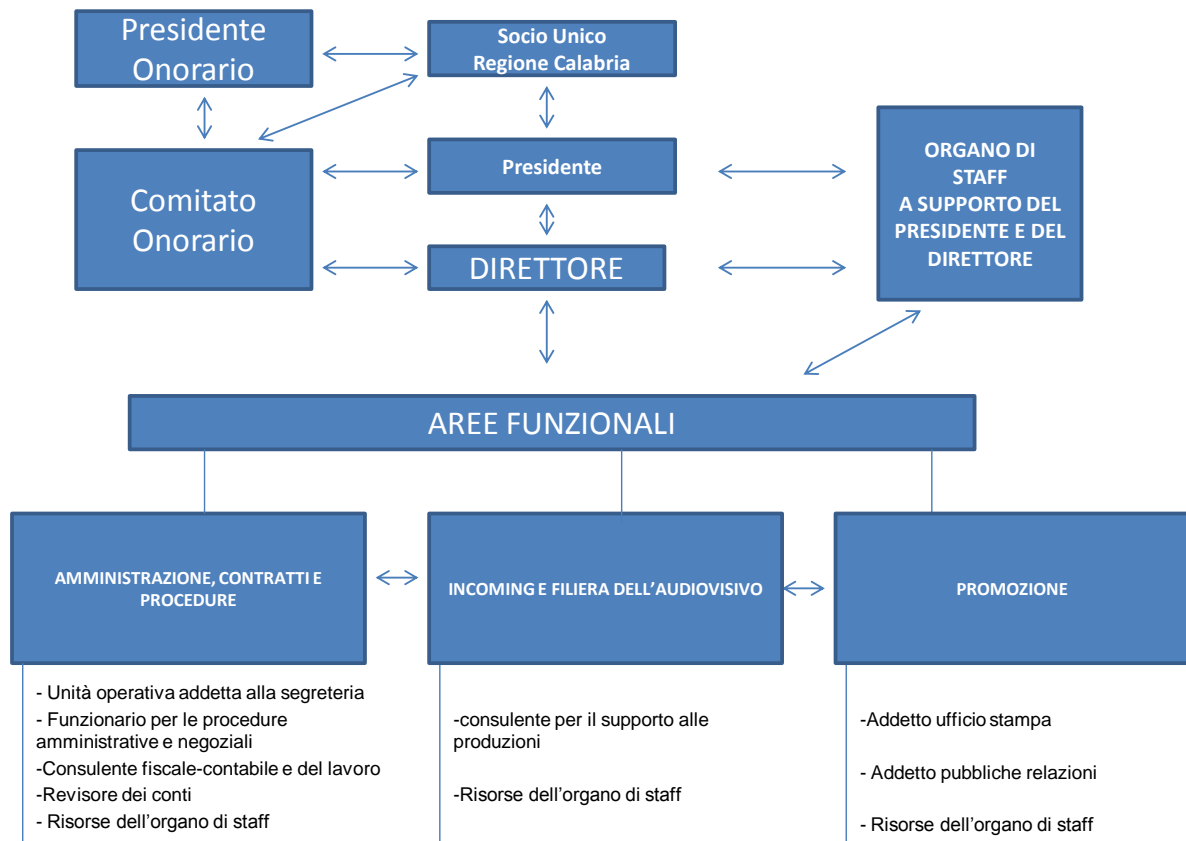 Presidente
Onorario
Socio Unico
Regione Calabria
Comitato
Onorario
Presidente
DIRETTORE
ORGANO DI
STAFF
A SUPPORTO DEL
PRESIDENTE E DEL
DIRETTORE
AREE FUNZIONALI
AMMINISTRAZIONE, CONTRATTI E
PROCEDURE
INCOMING E FILIERA DELL'AUDIOVISIVO
PROMOZIONE
- Unità operativa addetta alla segreteria
- Funzionario per le procedure
amministrative e negoziali
-Consulente fiscale-contabile e del lavoro
-Revisore dei conti
- Risorse dell'organo di staff
-consulente per il supporto alle
produzioni
-Risorse dell'organo di staff
-Addetto ufficio stampa
- Addetto pubbliche relazioni
- Risorse dell'organo di staff